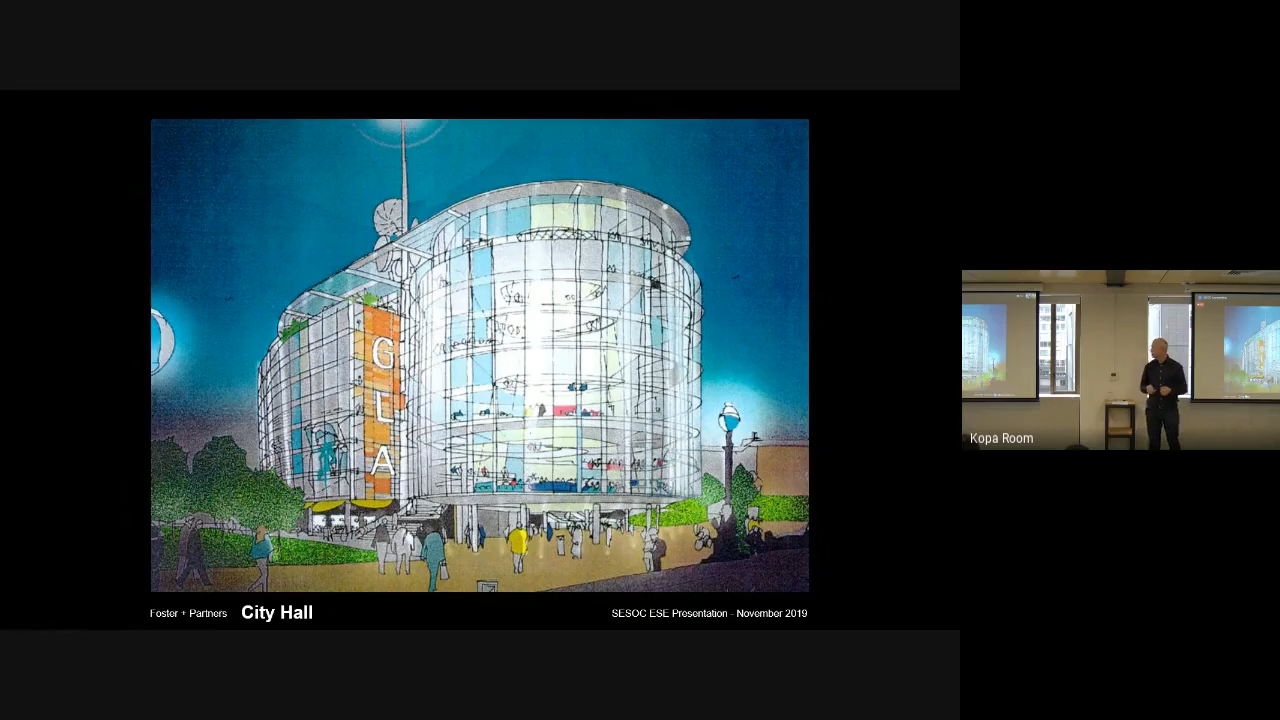 GLA
Foster + Partners City Hall
SESOC ESE Presentation - November 2019
Kopa Room